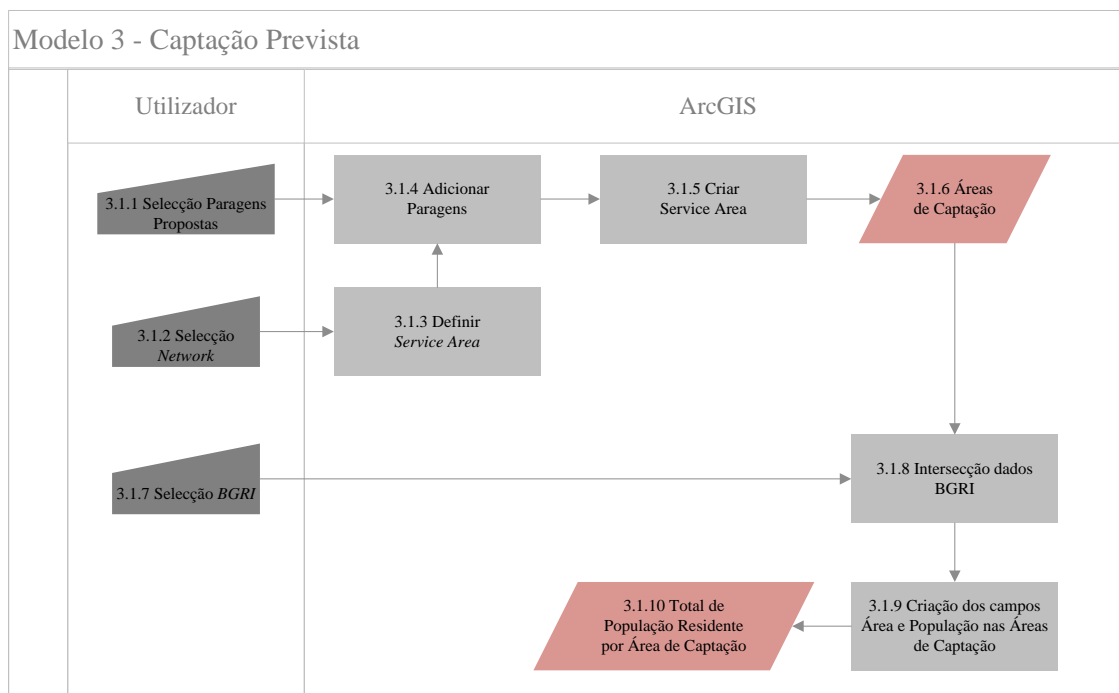 Modelo 3 - Captação Prevista
Utilizador
ArcGIS
3.1.1 Selecção Paragens
Propostas
3.1.4 Adicionar
Paragens
3.1.5 Criar
Service Area
3.1.6 Áreas
de Captação
3.1.2 Selecção
Network
3.1.3 Definir
Service Area
3.1.7 Selecção BGRI
3.1.8 Intersecção dados
BGRI
3.1.10 Total de
População Residente
por Área de Captação
3.1.9 Criação dos campos
Área e População nas Áreas
de Captação